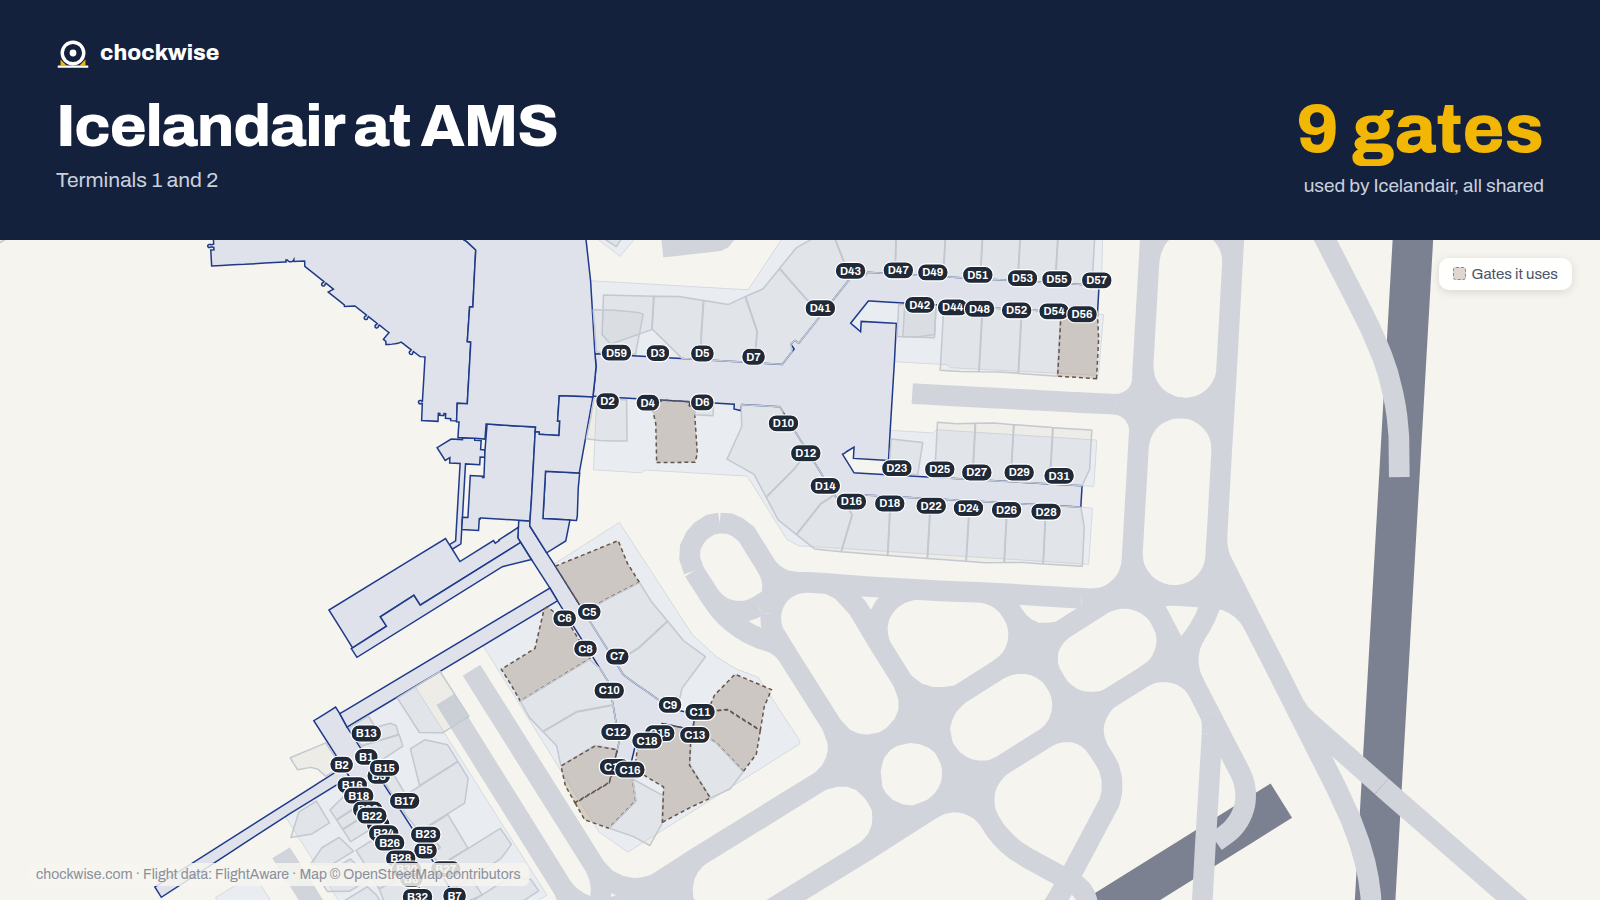 chockwise
Icelandair at AMS
Terminals 1 and 2
9 gates
used by Icelandair, all shared
Gates it uses
D43
D47
D49
D51
D53
D55
D57
D41
D42
D44
D48
D52
D54
D56
D59
D3
D5
D7
D2
D4
D6
D10
D12
D14
D23
D25
D27
D29
D31
D16
D18
D22
D24
D26
D28
C6
C5
C8
C7
C10
C9
C11
C12
C18
C13
C16
B13
B1
B2
B15
B16
B18
B17
B22
B24
B23
B26
B5
B28
B32
B7
chockwise.com · Flight data: FlightAware · Map © OpenStreetMap contributors